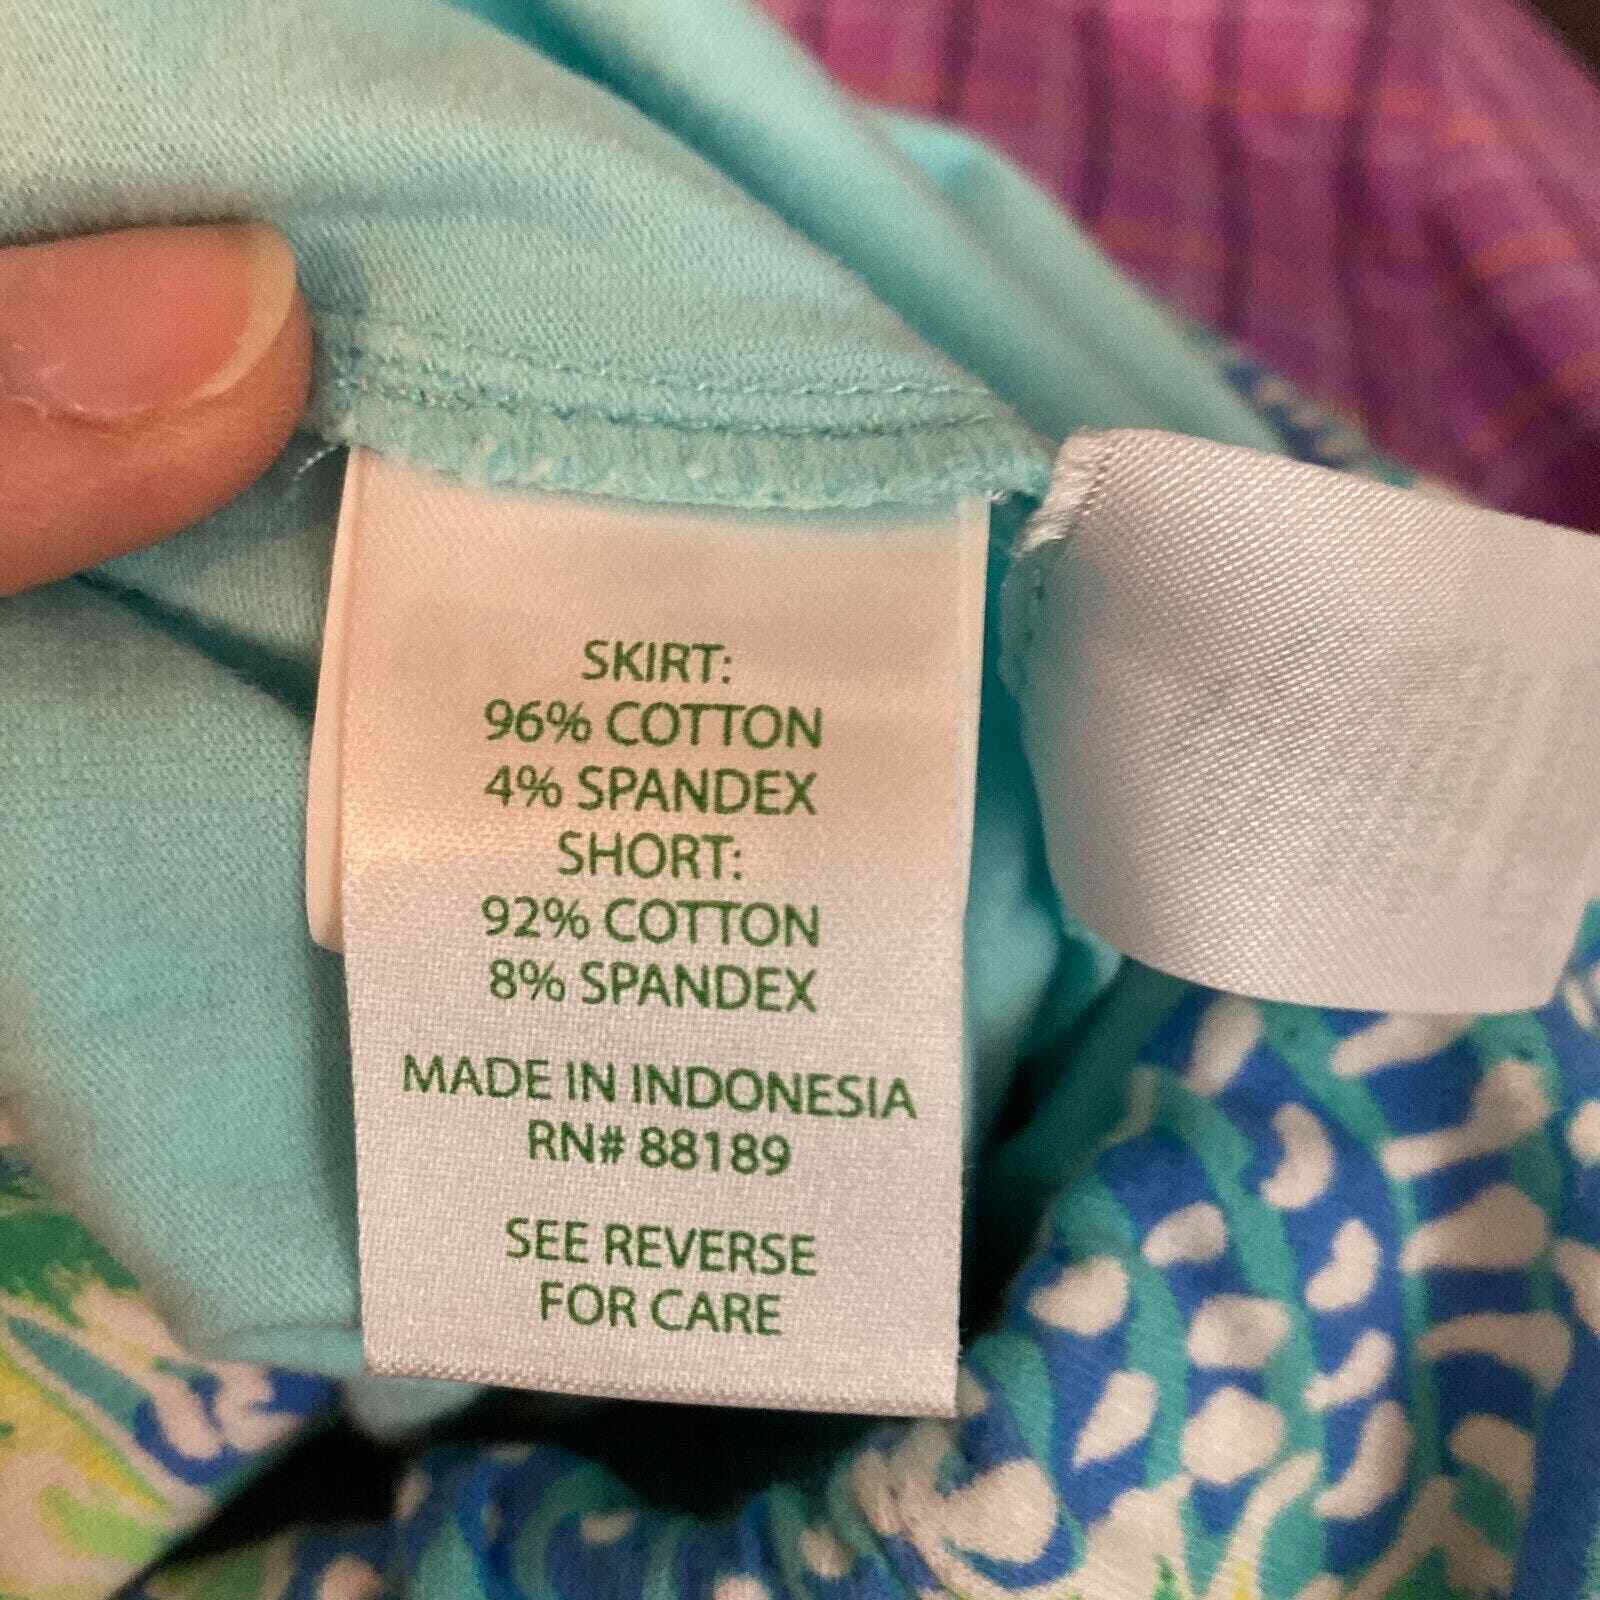 SKIRT:
96% COTTON
4% SPANDEX
SHORT:
92% COTTON
8% SPANDEX
MADE IN INDONESIA
RN# 88189
SEE REVERSE
FOR CARE